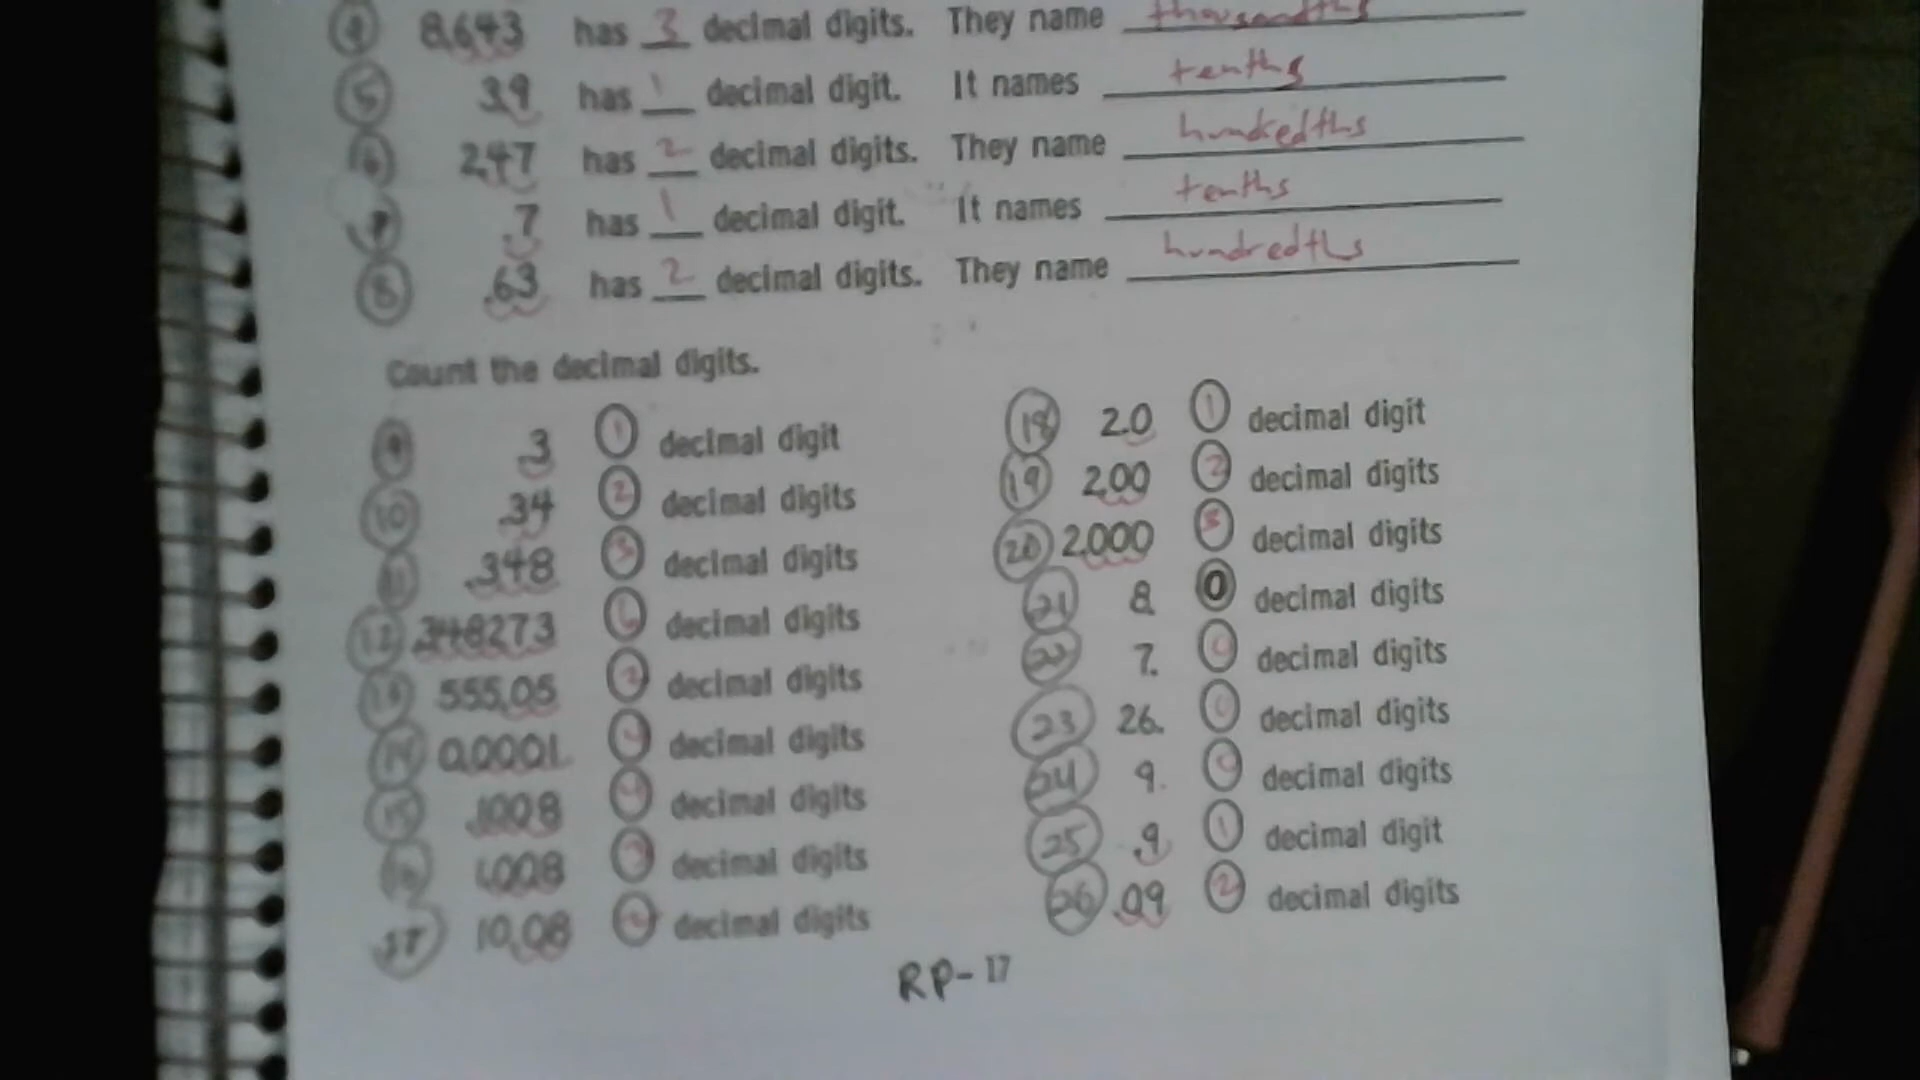 4 8.643 has 3 decimal digits. They name thousandths
5 3.9 has 1 decimal digit. It names tenths
6 2.47 has 2 decimal digits. They name hundredths
7 .7 has 1 decimal digit. It names tenths
8 .63 has 2 decimal digits. They name hundredths
Count the decimal digits.
9 .3 1 decimal digit
10 .34 2 decimal digits
11 .348 3 decimal digits
12 .348273 6 decimal digits
13 555.05 2 decimal digits
14 0.0001 4 decimal digits
15 .1008 4 decimal digits
16 1.008 3 decimal digits
17 10.08 2 decimal digits
18 2.0 1 decimal digit
19 2.00 2 decimal digits
20 2.000 3 decimal digits
21 8. 0 decimal digits
22 7. 0 decimal digits
23 26. 0 decimal digits
24 9. 0 decimal digits
25 .9 1 decimal digit
26 .09 2 decimal digits
RP-17